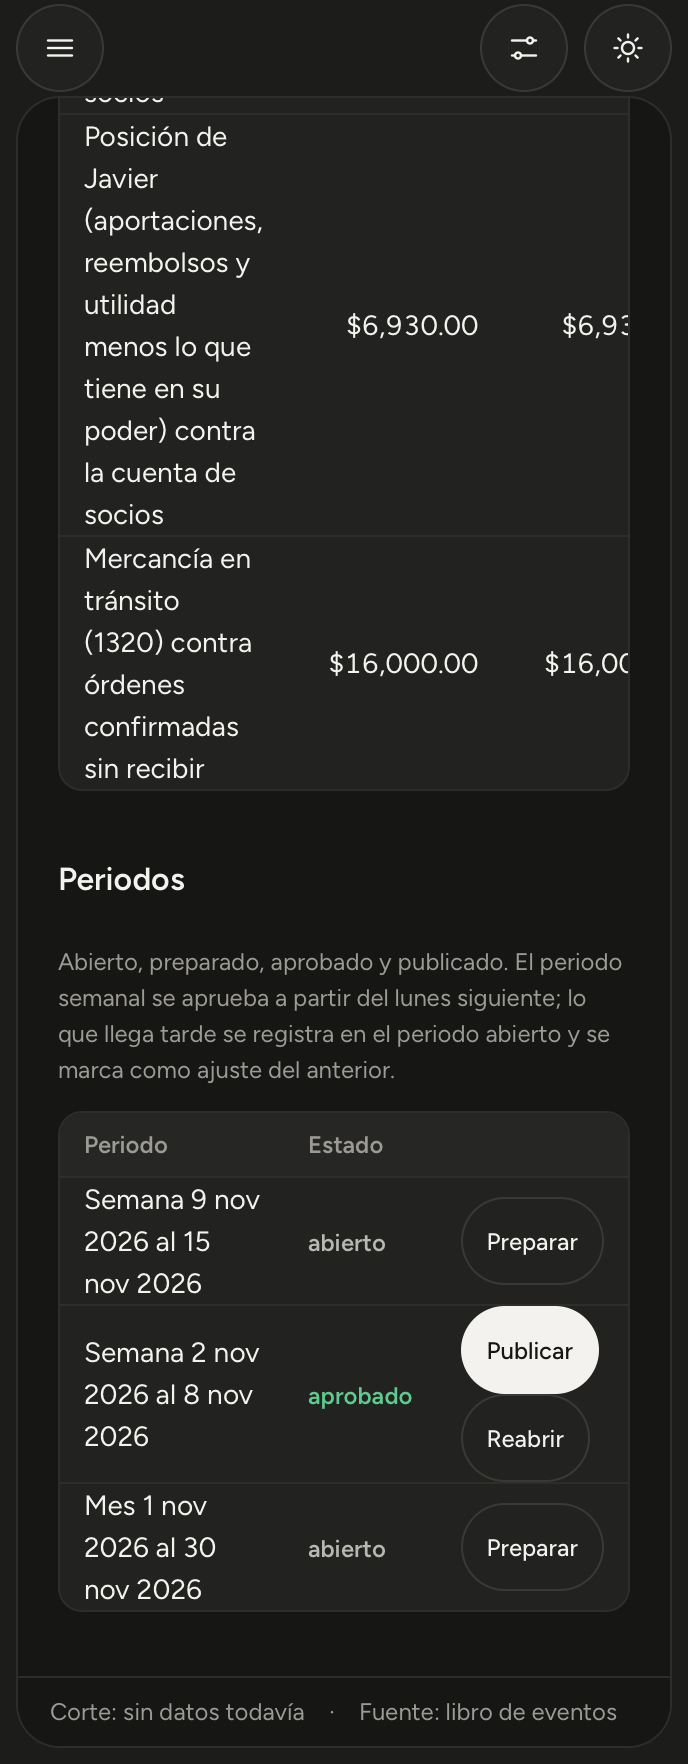 socios
Posición de
Javier
(aportaciones,
reembolsos y
utilidad
menos lo que
tiene en su
poder) contra
la cuenta de
socios
$6,930.00
$6,93
Mercancía en
tránsito
(1320) contra
órdenes
confirmadas
sin recibir
$16,000.00
$16,00
Periodos
Abierto, preparado, aprobado y publicado. El periodo
semanal se aprueba a partir del lunes siguiente; lo
que llega tarde se registra en el periodo abierto y se
marca como ajuste del anterior.
Periodo Estado
Semana 9 nov
2026 al 15
nov 2026
abierto
Preparar
Semana 2 nov
2026 al 8 nov
2026
aprobado
Publicar
Reabrir
Mes 1 nov
2026 al 30
nov 2026
abierto
Preparar
Corte: sin datos todavía · Fuente: libro de eventos